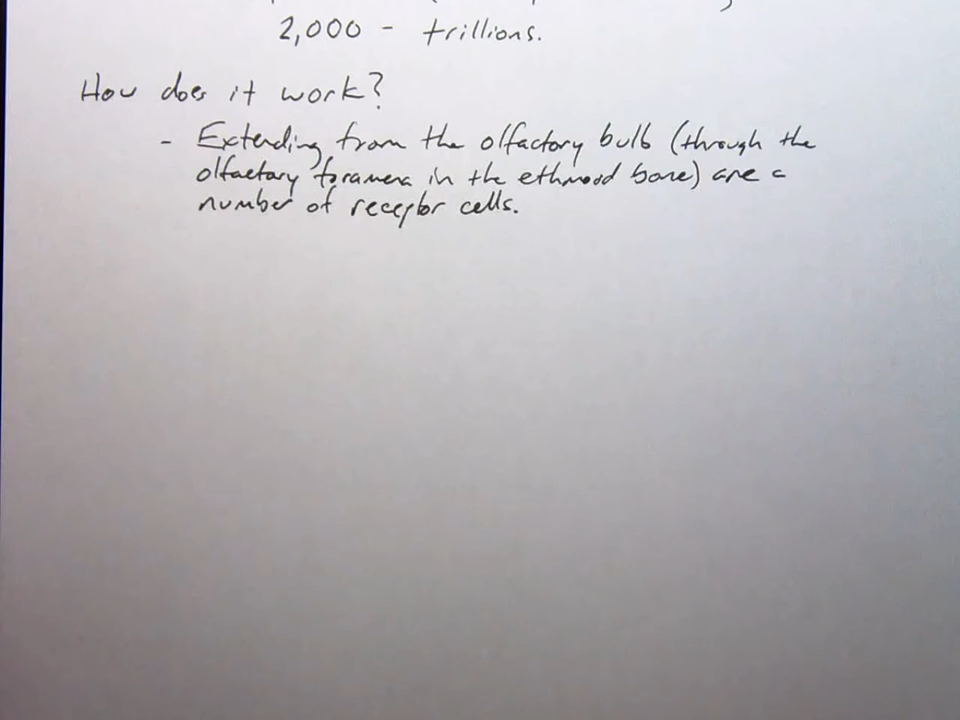 2,000 - trillions.
How does it work?
- Extending from the olfactory bulb (through the
olfactory foramena in the ethmoid bone) are a
number of receptor cells.